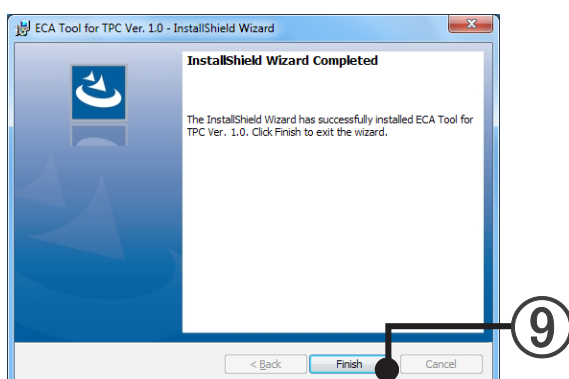 ECA Tool for TPC Ver. 1.0 - InstallShield Wizard
InstallShield Wizard Completed
The InstallShield Wizard has successfully installed ECA Tool for
TPC Ver. 1.0. Click Finish to exit the wizard.
< Back Finish Cancel
⑨